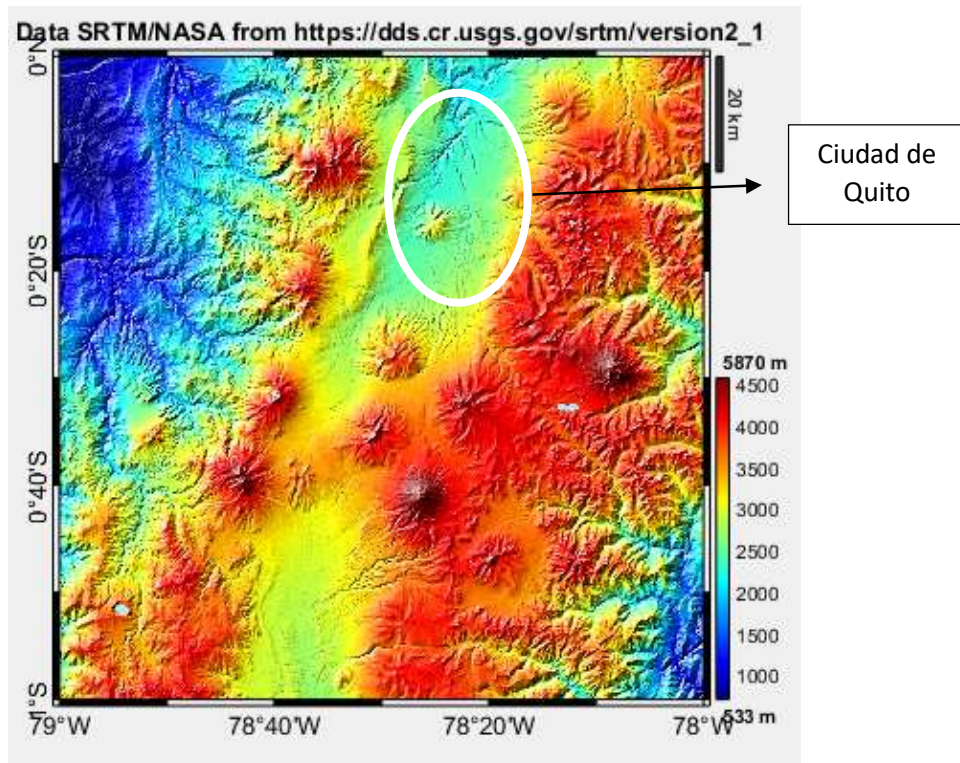 Data SRTM/NASA from https://dds.cr.usgs.gov/srtm/version2_1
0°N
20 km
Ciudad de
Quito
0°20'S
5870 m
4500
4000
3500
0°40'S
3000
2500
2000
1500
1000
1°S
533 m
79°W
78°40'W
78°20'W
78°W